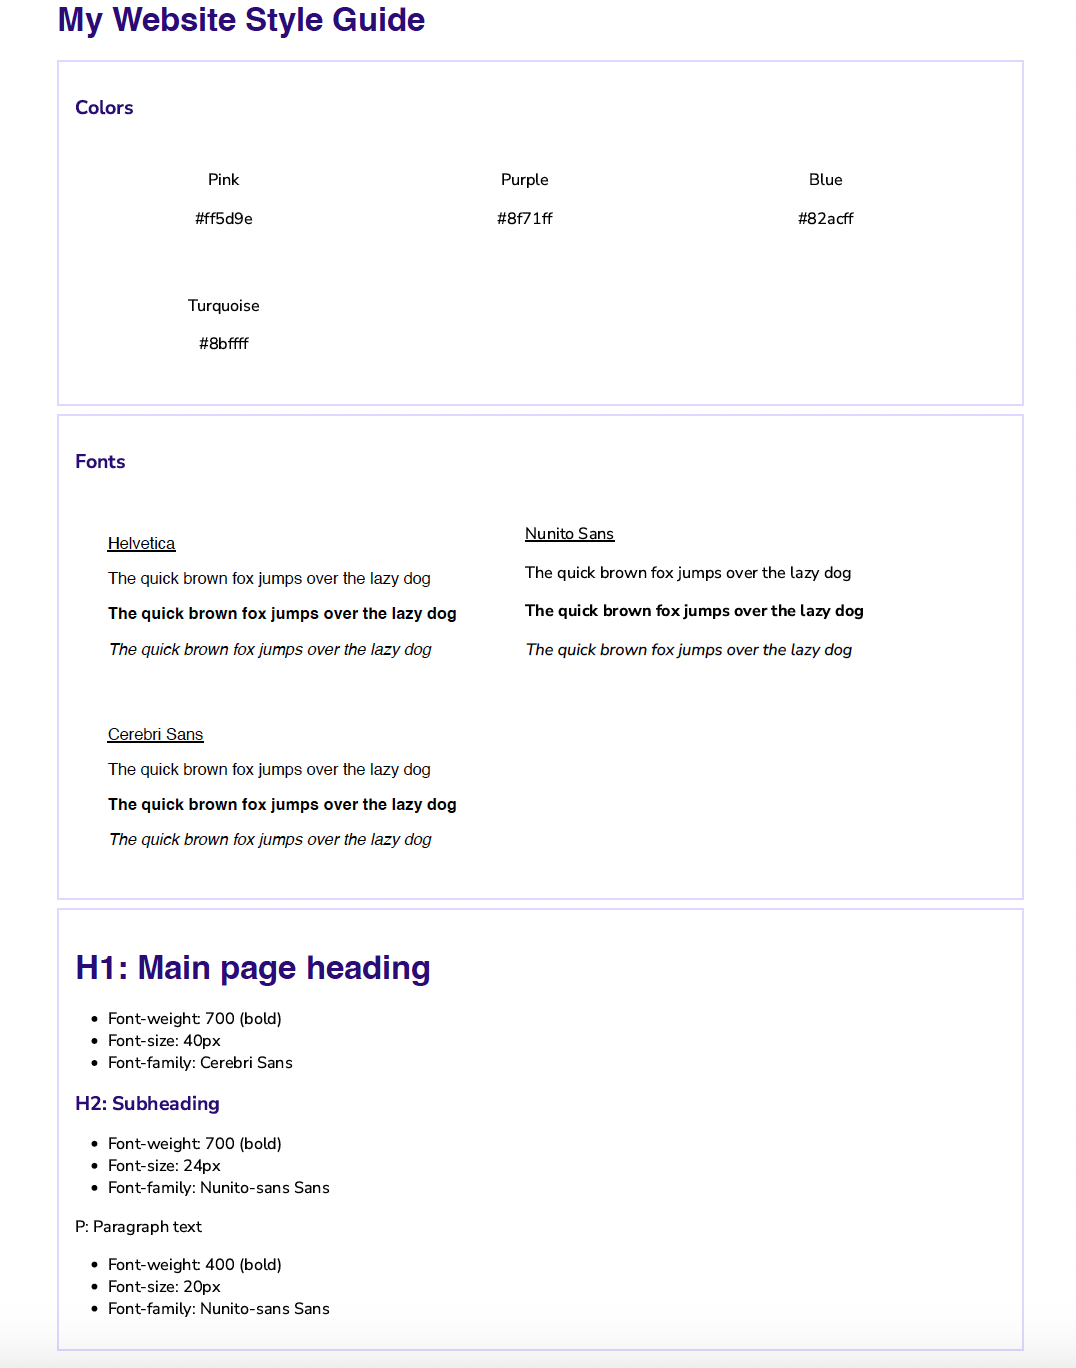 My Website Style Guide
Colors
Pink
Purple
Blue
#ff5d9e
#8f71ff
#82acff
Turquoise
#8bffff
Fonts
Helvetica
The quick brown fox jumps over the lazy dog
The quick brown fox jumps over the lazy dog
The quick brown fox jumps over the lazy dog
Nunito Sans
The quick brown fox jumps over the lazy dog
The quick brown fox jumps over the lazy dog
The quick brown fox jumps over the lazy dog
Cerebri Sans
The quick brown fox jumps over the lazy dog
The quick brown fox jumps over the lazy dog
The quick brown fox jumps over the lazy dog
H1: Main page heading
• Font-weight: 700 (bold)
• Font-size: 40px
• Font-family: Cerebri Sans
H2: Subheading
• Font-weight: 700 (bold)
• Font-size: 24px
• Font-family: Nunito-sans Sans
P: Paragraph text
• Font-weight: 400 (bold)
• Font-size: 20px
• Font-family: Nunito-sans Sans